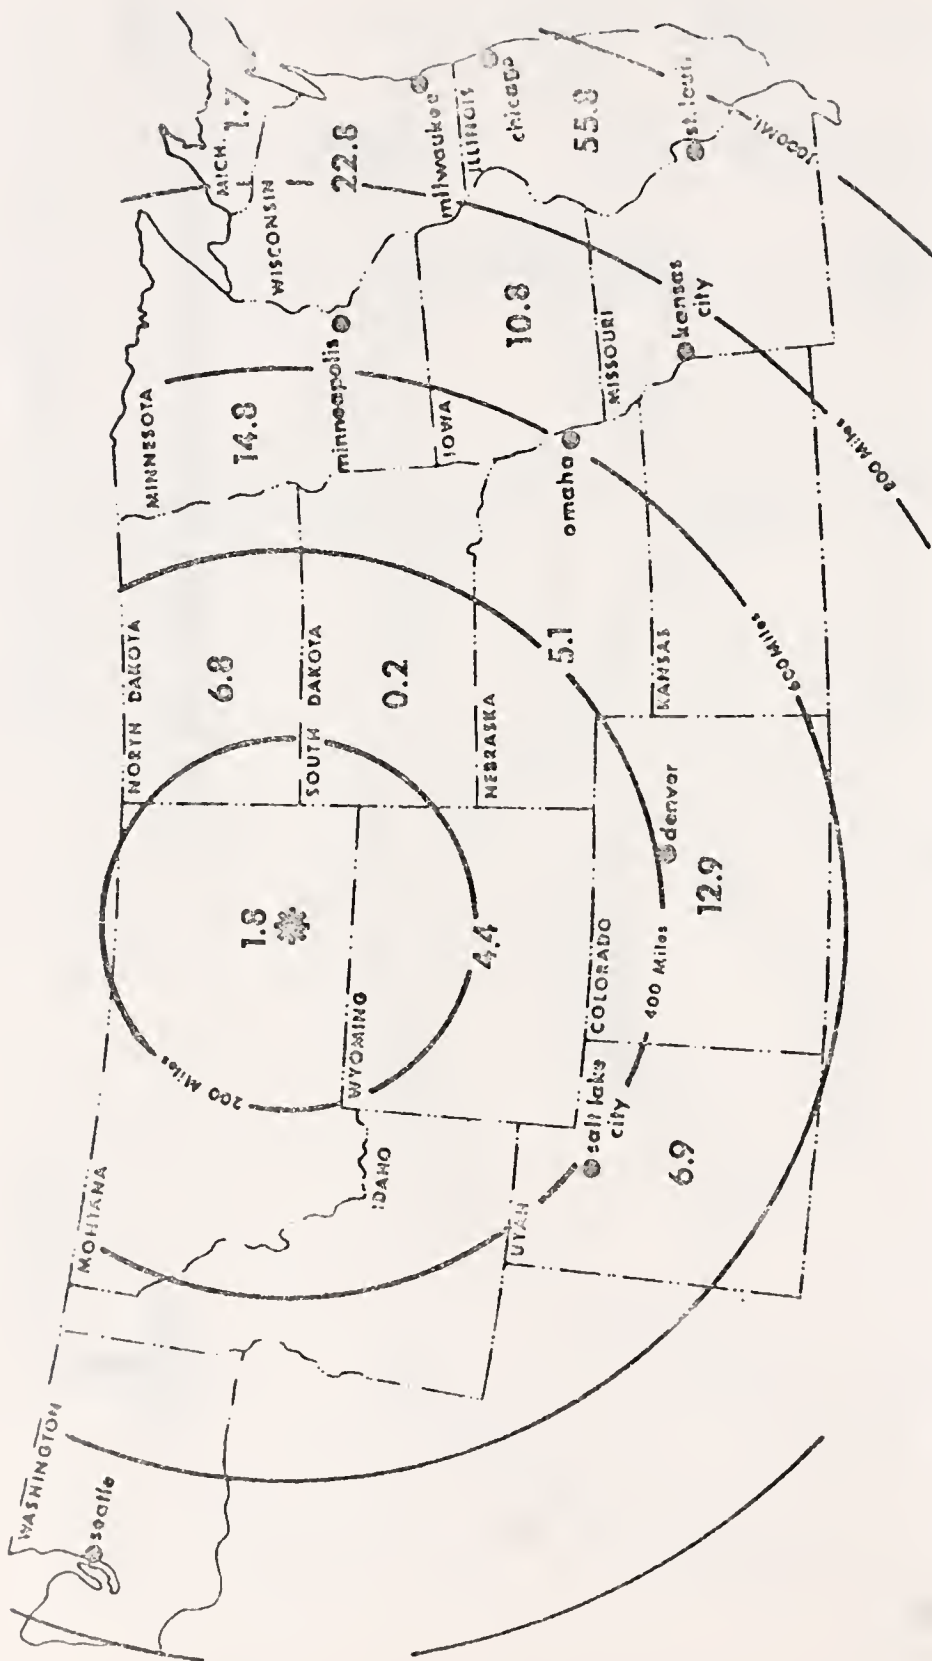 WASHINGTON
seattle
MONTANA
IDAHO
UTAH
salt lake
city
6.9
200 Miles
WYOMING
1.8
4.4
COLORADO
400 Miles
denver
12.9
NORTH DAKOTA
6.8
SOUTH DAKOTA
0.2
NEBRASKA
5.1
KANSAS
600 Miles
MINNESOTA
14.8
minneapolis
IOWA
10.8
omaha
MISSOURI
kansas
city
800 Miles
MICH.
1.7
WISCONSIN
22.8
milwaukee
ILLINOIS
chicago
55.8
st. louis
1000 Mi